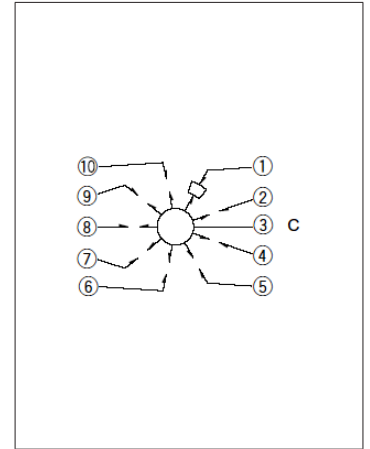 ⑩ ①
⑨ ②
⑧ ③ C
⑦ ④
⑥ ⑤